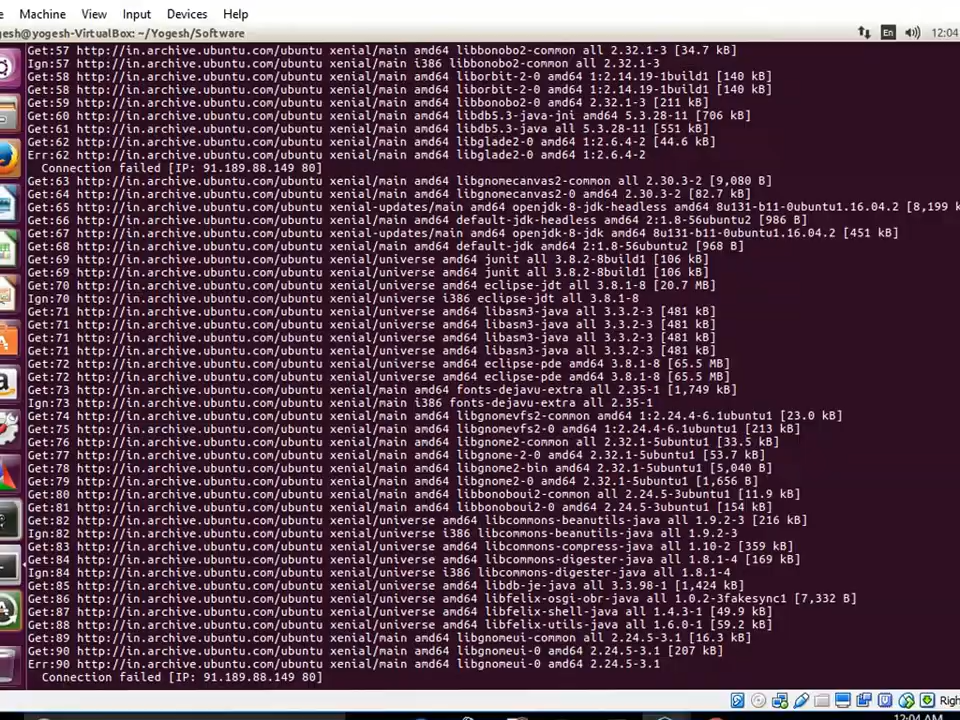 Machine View Input Devices Help
gesh@yogesh-VirtualBox: ~/Yogesh/Software
En
12:04
Get:57 http://in.archive.ubuntu.com/ubuntu xenial/main amd64 libbonobo2-common all 2.32.1-3 [34.7 kB]
Ign:57 http://in.archive.ubuntu.com/ubuntu xenial/main i386 libbonobo2-common all 2.32.1-3
Get:58 http://in.archive.ubuntu.com/ubuntu xenial/main amd64 liborbit-2-0 amd64 1:2.14.19-1build1 [140 kB]
Get:58 http://in.archive.ubuntu.com/ubuntu xenial/main amd64 liborbit-2-0 amd64 1:2.14.19-1build1 [140 kB]
Get:59 http://in.archive.ubuntu.com/ubuntu xenial/main amd64 libbonobo2-0 amd64 2.32.1-3 [211 kB]
Get:60 http://in.archive.ubuntu.com/ubuntu xenial/main amd64 libdb5.3-java-jni amd64 5.3.28-11 [706 kB]
Get:61 http://in.archive.ubuntu.com/ubuntu xenial/main amd64 libdb5.3-java all 5.3.28-11 [551 kB]
Get:62 http://in.archive.ubuntu.com/ubuntu xenial/main amd64 libglade2-0 amd64 1:2.6.4-2 [44.6 kB]
Err:62 http://in.archive.ubuntu.com/ubuntu xenial/main amd64 libglade2-0 amd64 1:2.6.4-2
Connection failed [IP: 91.189.88.149 80]
Get:63 http://in.archive.ubuntu.com/ubuntu xenial/main amd64 libgnomecanvas2-common all 2.30.3-2 [9,080 B]
Get:64 http://in.archive.ubuntu.com/ubuntu xenial/main amd64 libgnomecanvas2-0 amd64 2.30.3-2 [82.7 kB]
Get:65 http://in.archive.ubuntu.com/ubuntu xenial-updates/main amd64 openjdk-8-jdk-headless amd64 8u131-b11-0ubuntu1.16.04.2 [8,199 k
Get:66 http://in.archive.ubuntu.com/ubuntu xenial/main amd64 default-jdk-headless amd64 2:1.8-56ubuntu2 [986 B]
Get:67 http://in.archive.ubuntu.com/ubuntu xenial-updates/main amd64 openjdk-8-jdk amd64 8u131-b11-0ubuntu1.16.04.2 [451 kB]
Get:68 http://in.archive.ubuntu.com/ubuntu xenial/main amd64 default-jdk amd64 2:1.8-56ubuntu2 [968 B]
Get:69 http://in.archive.ubuntu.com/ubuntu xenial/universe amd64 junit all 3.8.2-8build1 [106 kB]
Get:69 http://in.archive.ubuntu.com/ubuntu xenial/universe amd64 junit all 3.8.2-8build1 [106 kB]
Get:70 http://in.archive.ubuntu.com/ubuntu xenial/universe amd64 eclipse-jdt all 3.8.1-8 [20.7 MB]
Ign:70 http://in.archive.ubuntu.com/ubuntu xenial/universe i386 eclipse-jdt all 3.8.1-8
Get:71 http://in.archive.ubuntu.com/ubuntu xenial/universe amd64 libasm3-java all 3.3.2-3 [481 kB]
Get:71 http://in.archive.ubuntu.com/ubuntu xenial/universe amd64 libasm3-java all 3.3.2-3 [481 kB]
Get:71 http://in.archive.ubuntu.com/ubuntu xenial/universe amd64 libasm3-java all 3.3.2-3 [481 kB]
Get:71 http://in.archive.ubuntu.com/ubuntu xenial/universe amd64 libasm3-java all 3.3.2-3 [481 kB]
Get:72 http://in.archive.ubuntu.com/ubuntu xenial/universe amd64 eclipse-pde amd64 3.8.1-8 [65.5 MB]
Get:72 http://in.archive.ubuntu.com/ubuntu xenial/universe amd64 eclipse-pde amd64 3.8.1-8 [65.5 MB]
Get:73 http://in.archive.ubuntu.com/ubuntu xenial/main amd64 fonts-dejavu-extra all 2.35-1 [1,749 kB]
Ign:73 http://in.archive.ubuntu.com/ubuntu xenial/main i386 fonts-dejavu-extra all 2.35-1
Get:74 http://in.archive.ubuntu.com/ubuntu xenial/main amd64 libgnomevfs2-common amd64 1:2.24.4-6.1ubuntu1 [23.0 kB]
Get:75 http://in.archive.ubuntu.com/ubuntu xenial/main amd64 libgnomevfs2-0 amd64 1:2.24.4-6.1ubuntu1 [213 kB]
Get:76 http://in.archive.ubuntu.com/ubuntu xenial/main amd64 libgnome2-common all 2.32.1-5ubuntu1 [33.5 kB]
Get:77 http://in.archive.ubuntu.com/ubuntu xenial/main amd64 libgnome-2-0 amd64 2.32.1-5ubuntu1 [53.7 kB]
Get:78 http://in.archive.ubuntu.com/ubuntu xenial/main amd64 libgnome2-bin amd64 2.32.1-5ubuntu1 [5,040 B]
Get:79 http://in.archive.ubuntu.com/ubuntu xenial/main amd64 libgnome2-0 amd64 2.32.1-5ubuntu1 [1,656 B]
Get:80 http://in.archive.ubuntu.com/ubuntu xenial/main amd64 libbonoboui2-common all 2.24.5-3ubuntu1 [11.9 kB]
Get:81 http://in.archive.ubuntu.com/ubuntu xenial/main amd64 libbonoboui2-0 amd64 2.24.5-3ubuntu1 [154 kB]
Get:82 http://in.archive.ubuntu.com/ubuntu xenial/universe amd64 libcommons-beanutils-java all 1.9.2-3 [216 kB]
Ign:82 http://in.archive.ubuntu.com/ubuntu xenial/universe i386 libcommons-beanutils-java all 1.9.2-3
Get:83 http://in.archive.ubuntu.com/ubuntu xenial/universe amd64 libcommons-compress-java all 1.10-2 [359 kB]
Get:84 http://in.archive.ubuntu.com/ubuntu xenial/universe amd64 libcommons-digester-java all 1.8.1-4 [169 kB]
Ign:84 http://in.archive.ubuntu.com/ubuntu xenial/universe i386 libcommons-digester-java all 1.8.1-4
Get:85 http://in.archive.ubuntu.com/ubuntu xenial/universe amd64 libdb-je-java all 3.3.98-1 [1,424 kB]
Get:86 http://in.archive.ubuntu.com/ubuntu xenial/universe amd64 libfelix-osgi-obr-java all 1.0.2-3fakesync1 [7,332 B]
Get:87 http://in.archive.ubuntu.com/ubuntu xenial/universe amd64 libfelix-shell-java all 1.4.3-1 [49.9 kB]
Get:88 http://in.archive.ubuntu.com/ubuntu xenial/universe amd64 libfelix-utils-java all 1.6.0-1 [59.2 kB]
Get:89 http://in.archive.ubuntu.com/ubuntu xenial/main amd64 libgnomeui-common all 2.24.5-3.1 [16.3 kB]
Get:90 http://in.archive.ubuntu.com/ubuntu xenial/main amd64 libgnomeui-0 amd64 2.24.5-3.1 [207 kB]
Err:90 http://in.archive.ubuntu.com/ubuntu xenial/main amd64 libgnomeui-0 amd64 2.24.5-3.1
Connection failed [IP: 91.189.88.149 80]
Righ
12:04 AM